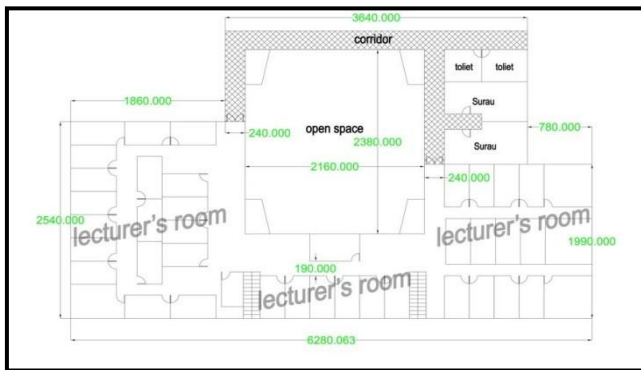 3640.000
corridor
toliet toliet
1860.000
Surau
240.000
open space
2380.000
780.000
Surau
2160.000
240.000
2540.000
lecturer's room
lecturer's room
1990.000
190.000
lecturer's room
6280.063